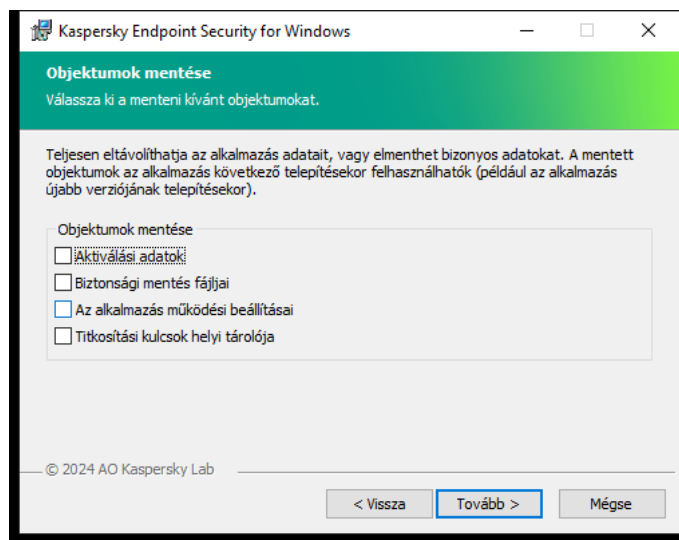 Kaspersky Endpoint Security for Windows
Objektumok mentése
Válassza ki a menteni kívánt objektumokat.
Teljesen eltávolíthatja az alkalmazás adatait, vagy elmenthet bizonyos adatokat. A mentett
objektumok az alkalmazás következő telepítésekor felhasználhatók (például az alkalmazás
újabb verziójának telepítésekor).
Objektumok mentése
Aktiválási adatok
Biztonsági mentés fájljai
Az alkalmazás működési beállításai
Titkosítási kulcsok helyi tárolója
© 2024 AO Kaspersky Lab
< Vissza Tovább > Mégse